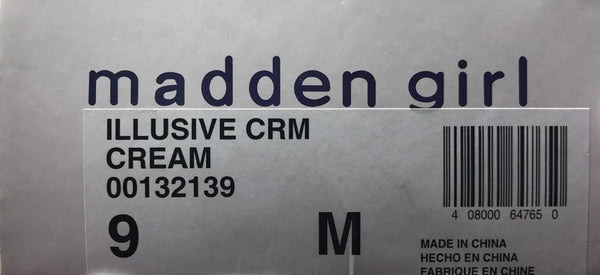 madden girl
ILLUSIVE CRM
CREAM
00132139
9 M
4 08000 64765 0
MADE IN CHINA
HECHO EN CHINA
FABRIQUE EN CHINE